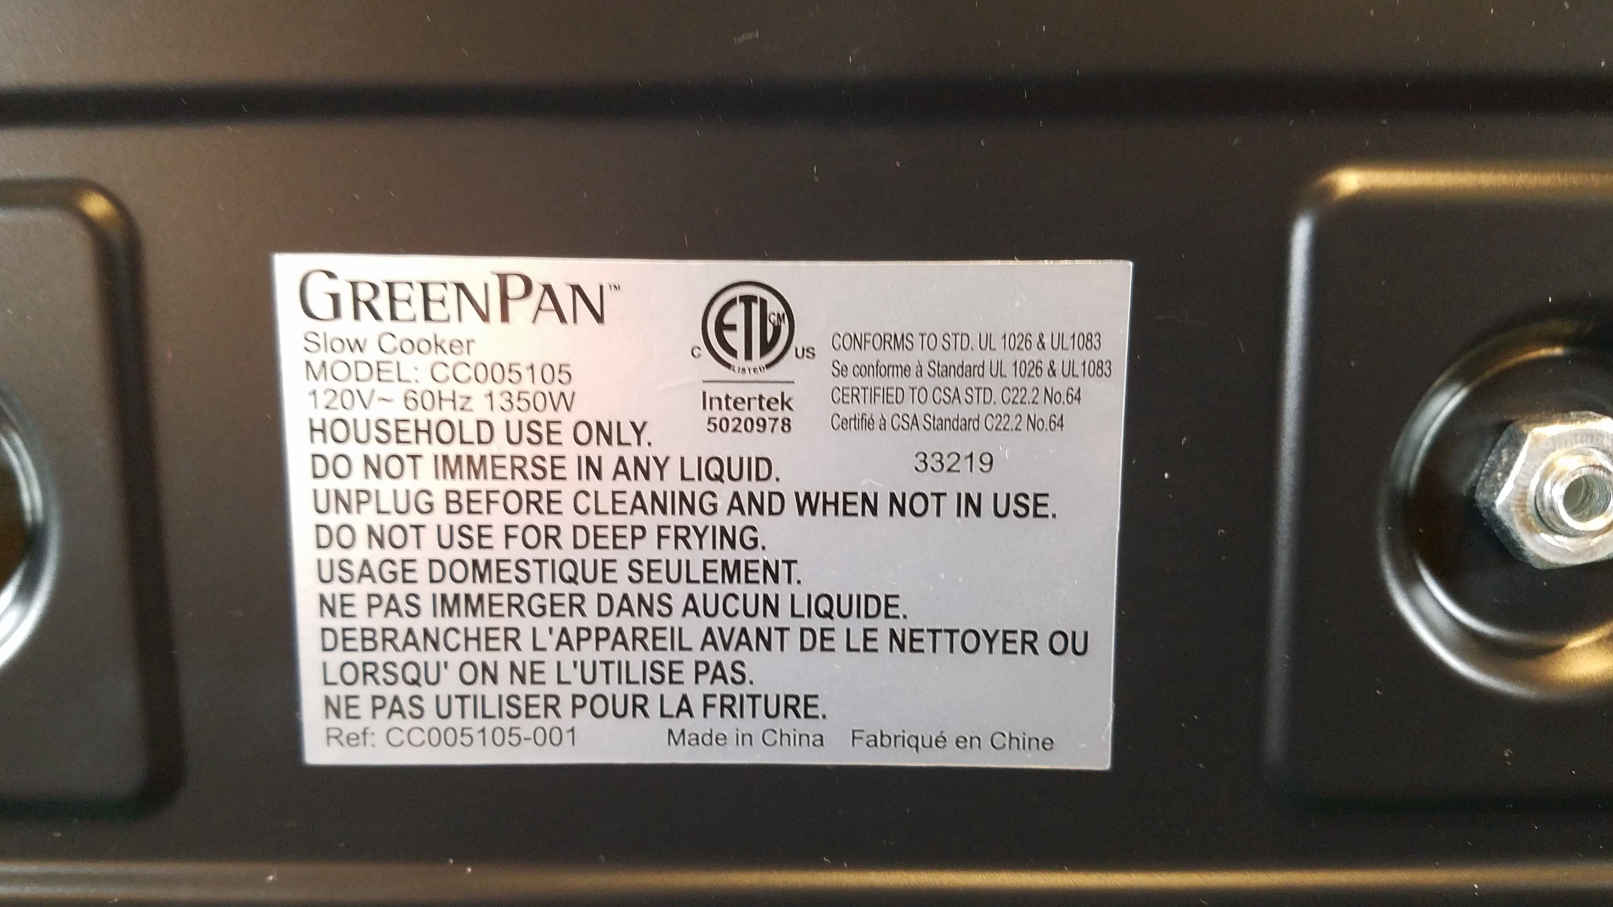 GREENPAN™
Slow Cooker
MODEL: CC005105
120V~ 60Hz 1350W
HOUSEHOLD USE ONLY.
DO NOT IMMERSE IN ANY LIQUID.
UNPLUG BEFORE CLEANING AND WHEN NOT IN USE.
DO NOT USE FOR DEEP FRYING.
USAGE DOMESTIQUE SEULEMENT.
NE PAS IMMERGER DANS AUCUN LIQUIDE.
DEBRANCHER L'APPAREIL AVANT DE LE NETTOYER OU
LORSQU' ON NE L'UTILISE PAS.
NE PAS UTILISER POUR LA FRITURE.
Ref: CC005105-001
Made in China Fabriqué en Chine
ETL CM
LISTED
C US
Intertek
5020978
CONFORMS TO STD. UL 1026 & UL1083
Se conforme à Standard UL 1026 & UL1083
CERTIFIED TO CSA STD. C22.2 No.64
Certifié à CSA Standard C22.2 No.64
33219